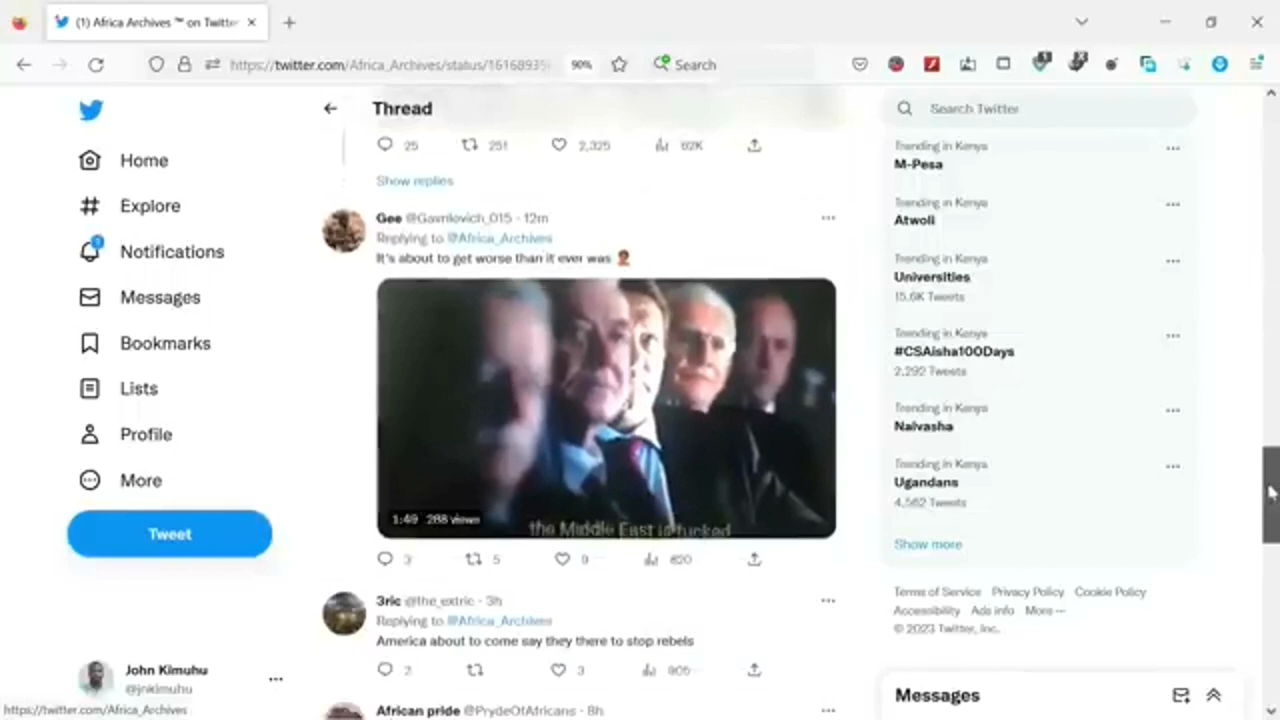 (1) Africa Archives ™ on Twitter
https://twitter.com/Africa_Archives/status/1616893
90%
Search
Thread
Search Twitter
25 251 2,325 62K
Show replies
Home
Explore
Notifications
Messages
Bookmarks
Lists
Profile
More
Tweet
John Kimuhu
@jnkimuhu
Gee · 12m
Replying to @Africa_Archives
It's about to get worse than it ever was
1:49 288 views
the Middle East is fucked
3 5 9 820
3ric @the_extric · 3h
Replying to @Africa_Archives
America about to come say they there to stop rebels
2 3 905
African pride @PrydeOfAfricans · 8h
Trending in Kenya
M-Pesa
Trending in Kenya
Atwoli
Trending in Kenya
Universities
15.6K Tweets
Trending in Kenya
#CSAisha100Days
2,292 Tweets
Trending in Kenya
Naivasha
Trending in Kenya
Ugandans
4,562 Tweets
Show more
Terms of Service Privacy Policy Cookie Policy
Accessibility Ads info More ···
© 2023 Twitter, Inc.
Messages
https://twitter.com/Africa_Archives